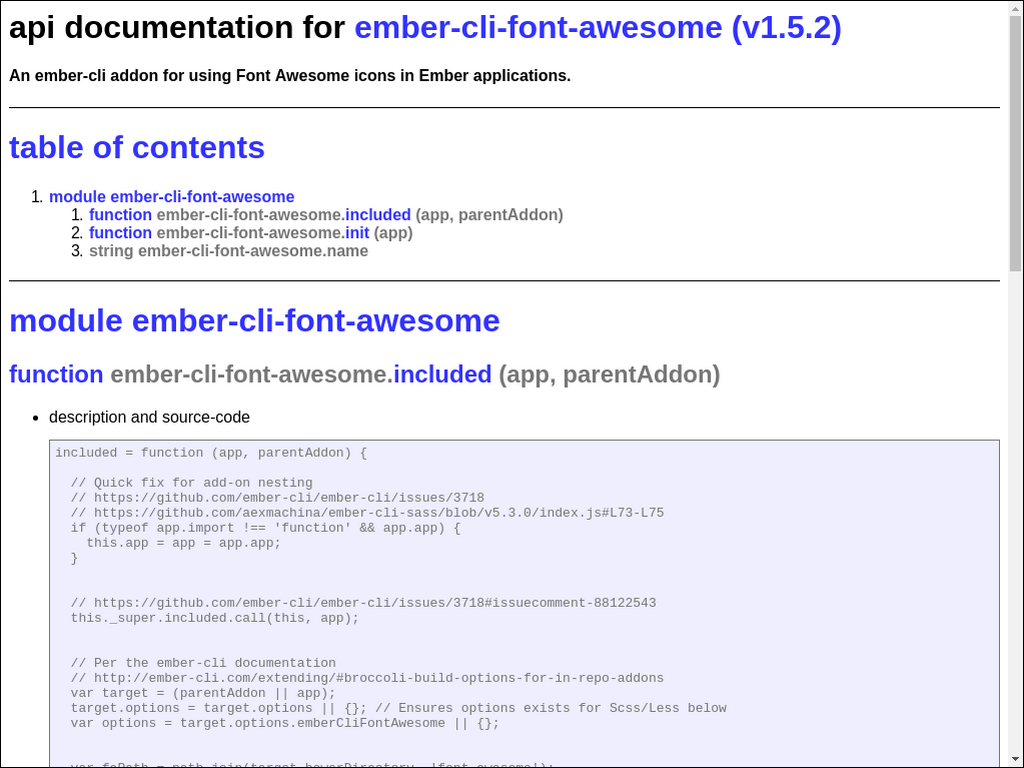 api documentation for ember-cli-font-awesome (v1.5.2)
An ember-cli addon for using Font Awesome icons in Ember applications.
table of contents
1. module ember-cli-font-awesome
1. function ember-cli-font-awesome.included (app, parentAddon)
2. function ember-cli-font-awesome.init (app)
3. string ember-cli-font-awesome.name
module ember-cli-font-awesome
function ember-cli-font-awesome.included (app, parentAddon)
• description and source-code
included = function (app, parentAddon) {
// Quick fix for add-on nesting
// https://github.com/ember-cli/ember-cli/issues/3718
// https://github.com/aexmachina/ember-cli-sass/blob/v5.3.0/index.js#L73-L75
if (typeof app.import !== 'function' && app.app) {
this.app = app = app.app;
}
// https://github.com/ember-cli/ember-cli/issues/3718#issuecomment-88122543
this._super.included.call(this, app);
// Per the ember-cli documentation
// http://ember-cli.com/extending/#broccoli-build-options-for-in-repo-addons
var target = (parentAddon || app);
target.options = target.options || {}; // Ensures options exists for Scss/Less below
var options = target.options.emberCliFontAwesome || {};
var faPath = path.join(target.bowerDirectory, 'font-awesome');